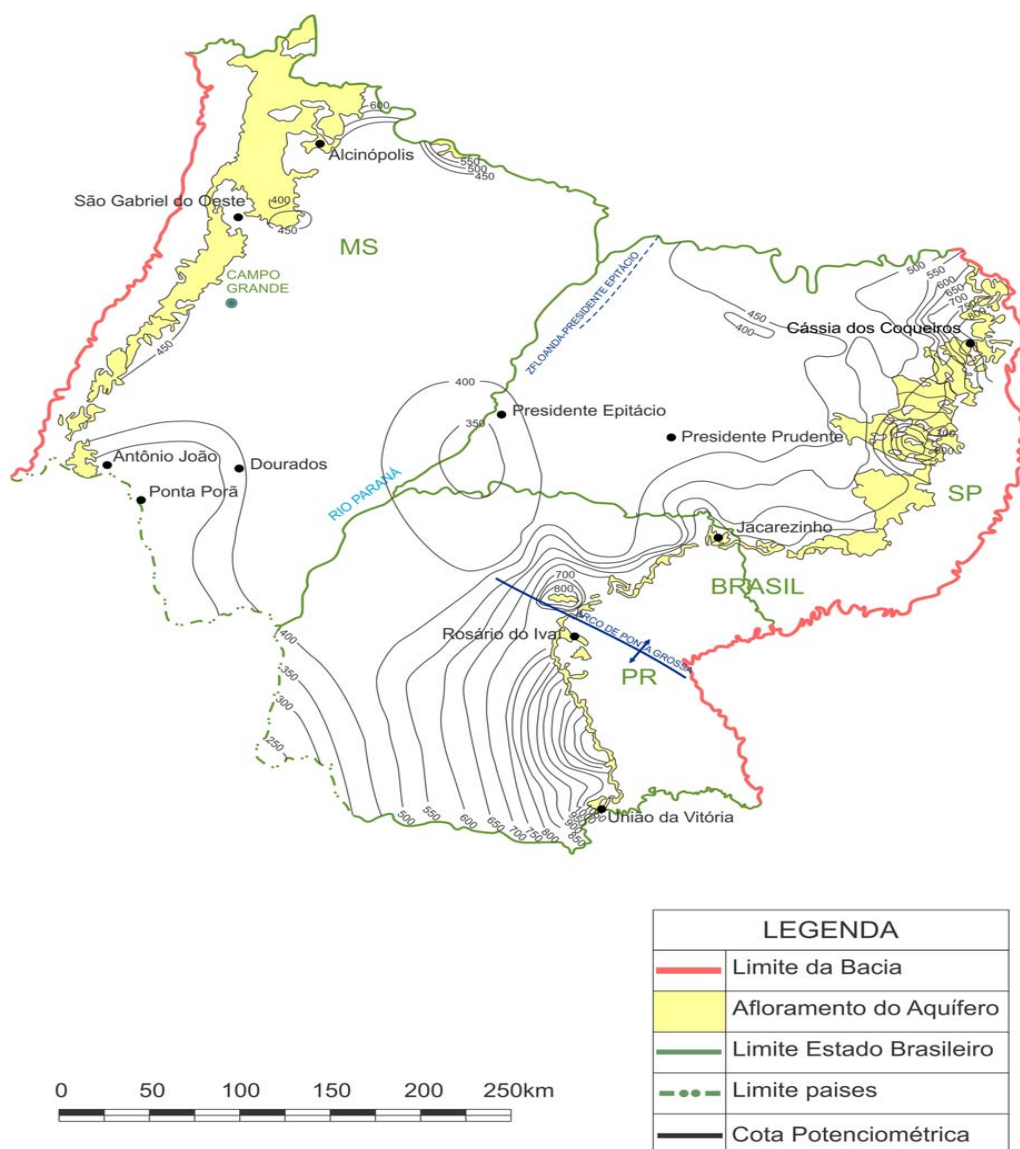 600
Alcinópolis
550
500
450
São Gabriel do Oeste
400
450
MS
CAMPO
GRANDE
ZFLOANDA-PRESIDENTE EPITÁCIO
450
400
500
550
600
650
700
750
800
Cássia dos Coqueiros
450
400
350
Presidente Epitácio
Presidente Prudente
Antônio João
Dourados
Ponta Porã
RIO PARANÁ
SP
Jacarezinho
BRASIL
700
800
Rosário do Ivaí
ARCO DE PONTA GROSSA
PR
400
350
300
250
500
550
600
650
700
750
800
União da Vitória
LEGENDA
Limite da Bacia
Afloramento do Aquífero
Limite Estado Brasileiro
Limite paises
Cota Potenciométrica
0 50 100 150 200 250km